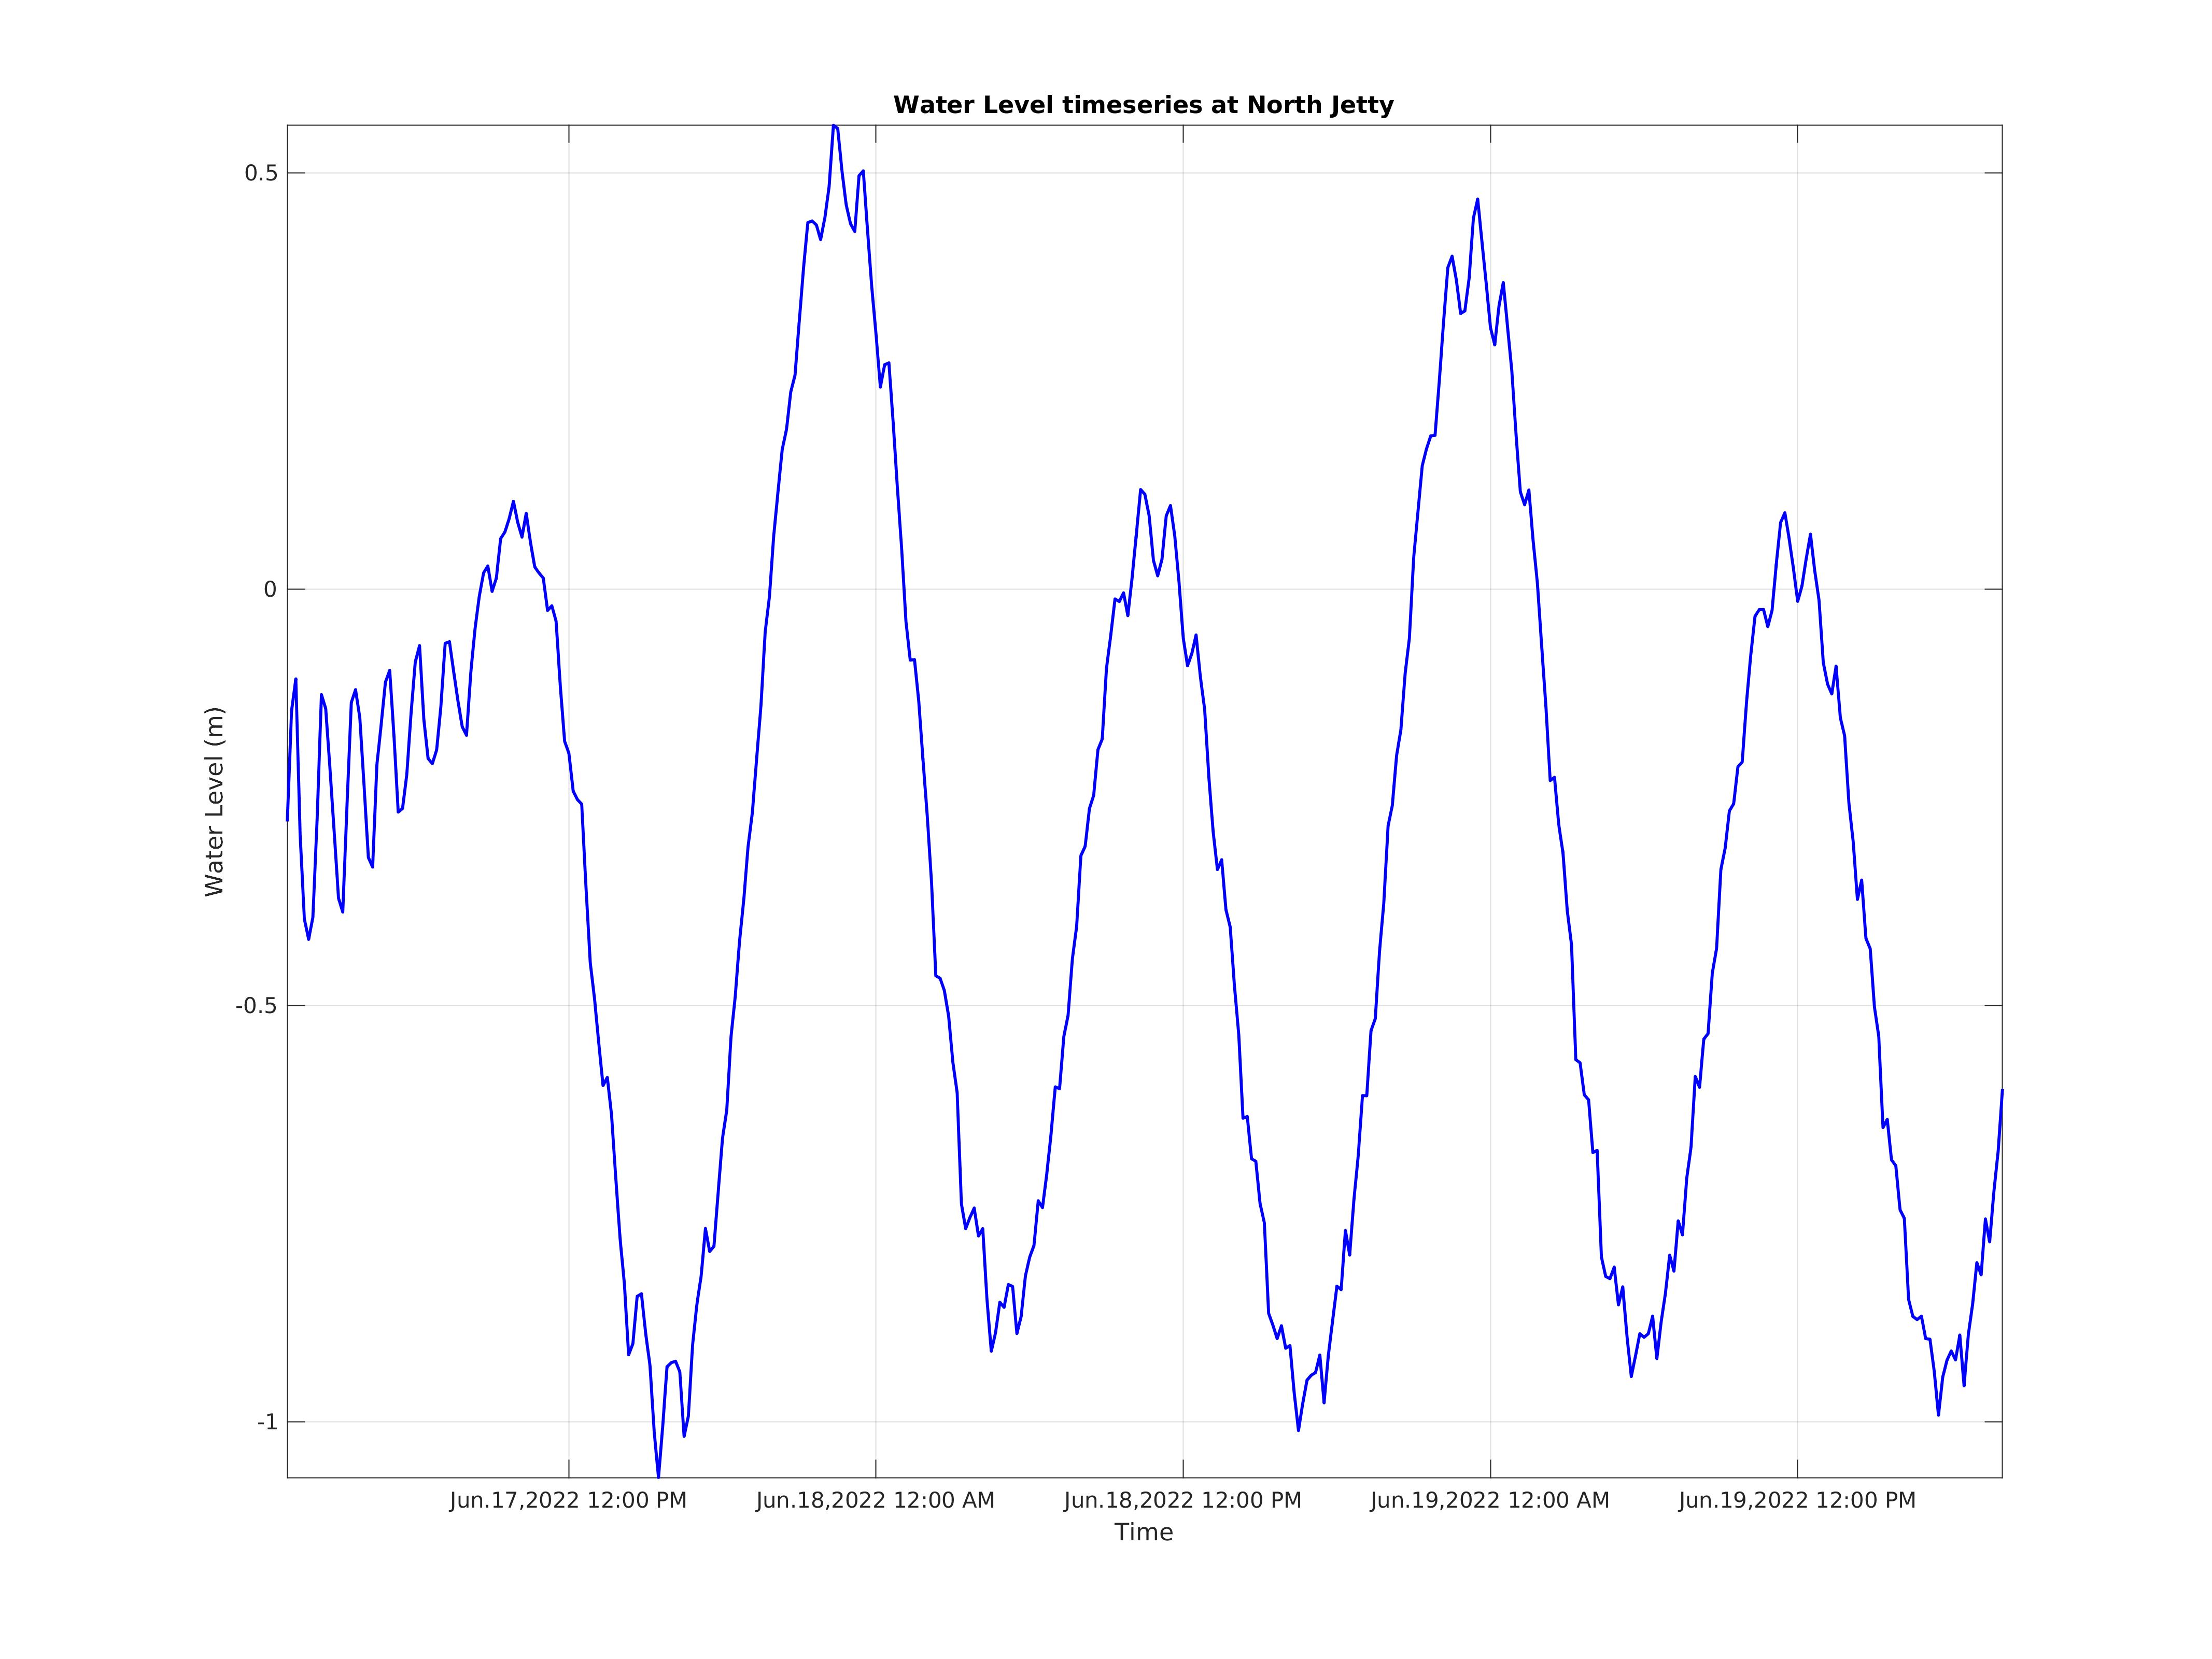 Water Level timeseries at North Jetty
0.5
0
-0.5
-1
Water Level (m)
Jun.17,2022 12:00 PM
Jun.18,2022 12:00 AM
Jun.18,2022 12:00 PM
Jun.19,2022 12:00 AM
Jun.19,2022 12:00 PM
Time